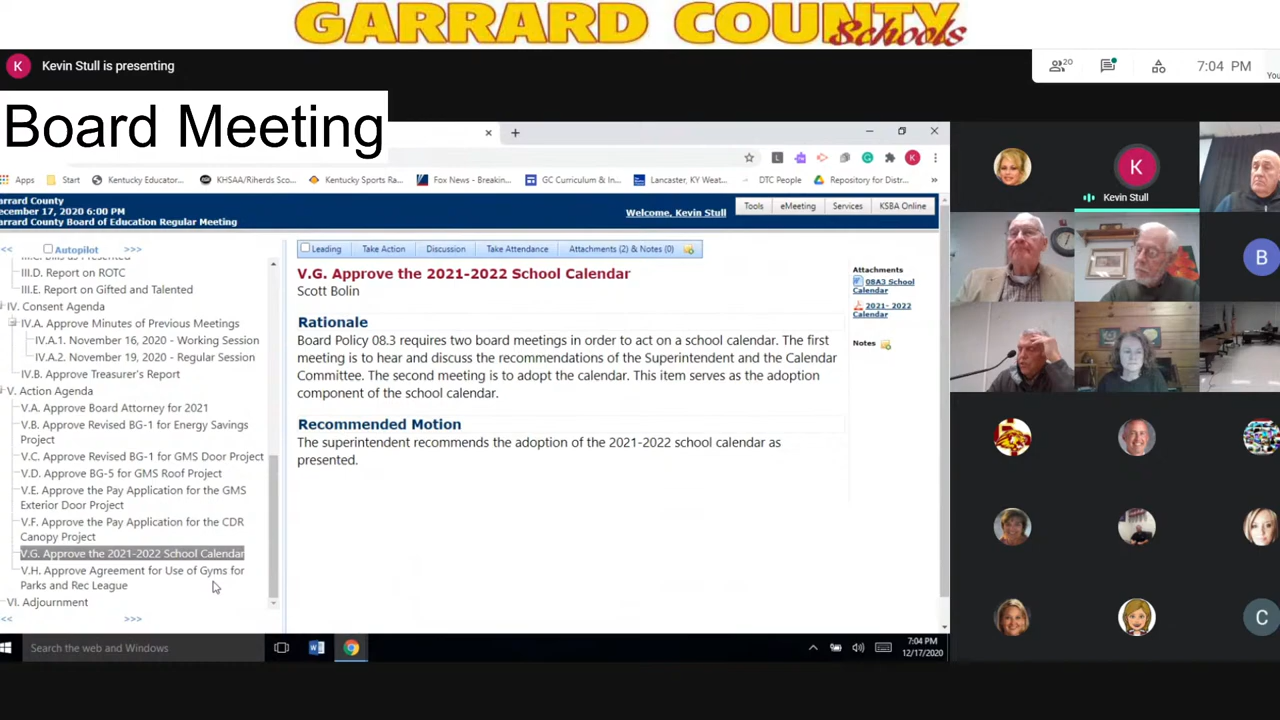 GARRARD COUNTY
Schools
K Kevin Stull is presenting
20
7:04 PM
You
Board Meeting
Apps Start Kentucky Educator... KHSAA/Riherds Sco... Kentucky Sports Ra... Fox News - Breakin... GC Curriculum & In... Lancaster, KY Weat... DTC People Repository for Distr... »
arrard County
ecember 17, 2020 6:00 PM
arrard County Board of Education Regular Meeting
Welcome, Kevin Stull
Tools eMeeting Services KSBA Online
<< Autopilot >>>
III.C. Bills as Presented
III.D. Report on ROTC
III.E. Report on Gifted and Talented
IV. Consent Agenda
IV.A. Approve Minutes of Previous Meetings
IV.A.1. November 16, 2020 - Working Session
IV.A.2. November 19, 2020 - Regular Session
IV.B. Approve Treasurer's Report
V. Action Agenda
V.A. Approve Board Attorney for 2021
V.B. Approve Revised BG-1 for Energy Savings
Project
V.C. Approve Revised BG-1 for GMS Door Project
V.D. Approve BG-5 for GMS Roof Project
V.E. Approve the Pay Application for the GMS
Exterior Door Project
V.F. Approve the Pay Application for the CDR
Canopy Project
V.G. Approve the 2021-2022 School Calendar
V.H. Approve Agreement for Use of Gyms for
Parks and Rec League
VI. Adjournment
<< >>>
Leading Take Action Discussion Take Attendance Attachments (2) & Notes (0)
V.G. Approve the 2021-2022 School Calendar
Scott Bolin
Rationale
Board Policy 08.3 requires two board meetings in order to act on a school calendar. The first
meeting is to hear and discuss the recommendations of the Superintendent and the Calendar
Committee. The second meeting is to adopt the calendar. This item serves as the adoption
component of the school calendar.
Recommended Motion
The superintendent recommends the adoption of the 2021-2022 school calendar as
presented.
Attachments
08A3 School
Calendar
2021- 2022
Calendar
Notes
K
Kevin Stull
B
C
Search the web and Windows
7:04 PM
12/17/2020